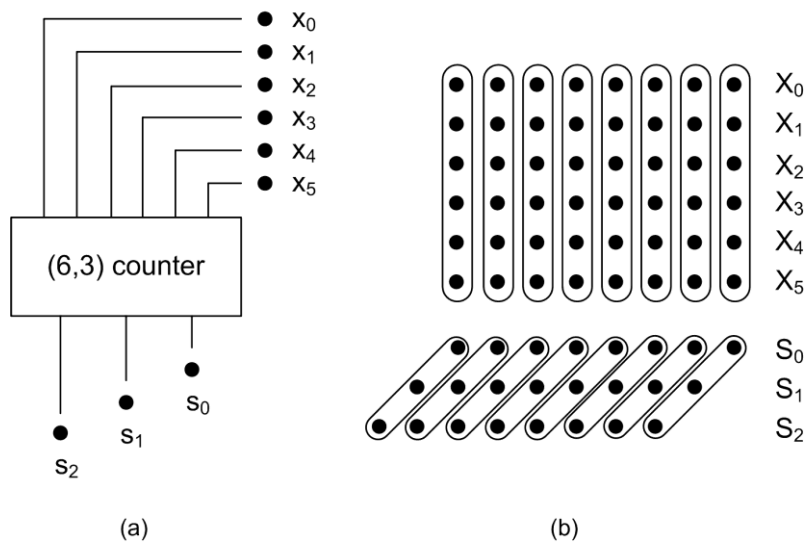 x₀
x₁
x₂
x₃
x₄
x₅
(6,3) counter
s₀
s₁
s₂
(a)
X₀
X₁
X₂
X₃
X₄
X₅
S₀
S₁
S₂
(b)